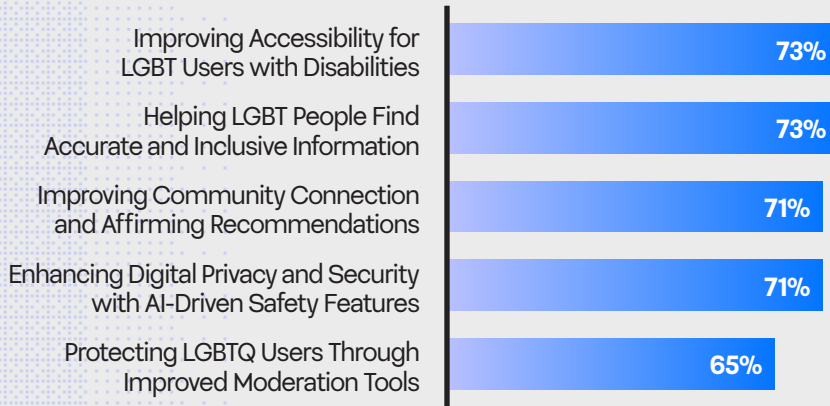 Improving Accessibility for
LGBT Users with Disabilities
73%
Helping LGBT People Find
Accurate and Inclusive Information
73%
Improving Community Connection
and Affirming Recommendations
71%
Enhancing Digital Privacy and Security
with AI-Driven Safety Features
71%
Protecting LGBTQ Users Through
Improved Moderation Tools
65%